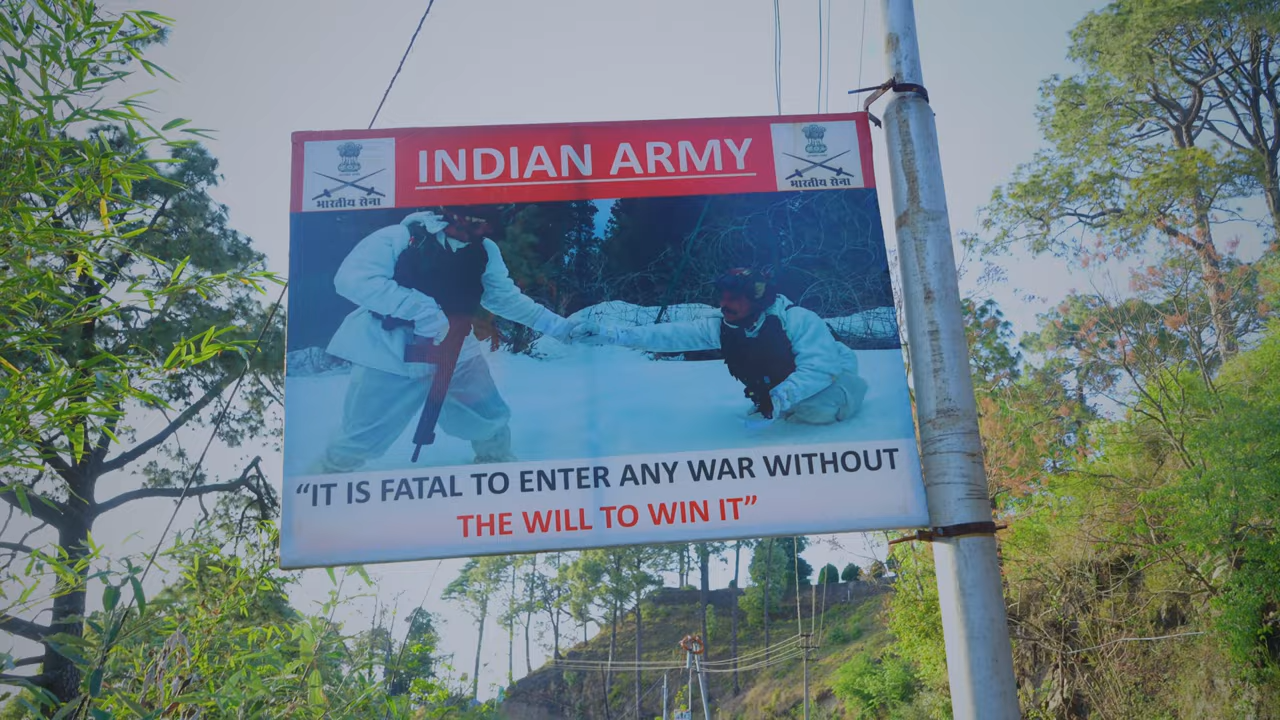 INDIAN ARMY
भारतीय सेना
भारतीय सेना
“IT IS FATAL TO ENTER ANY WAR WITHOUT
THE WILL TO WIN IT”